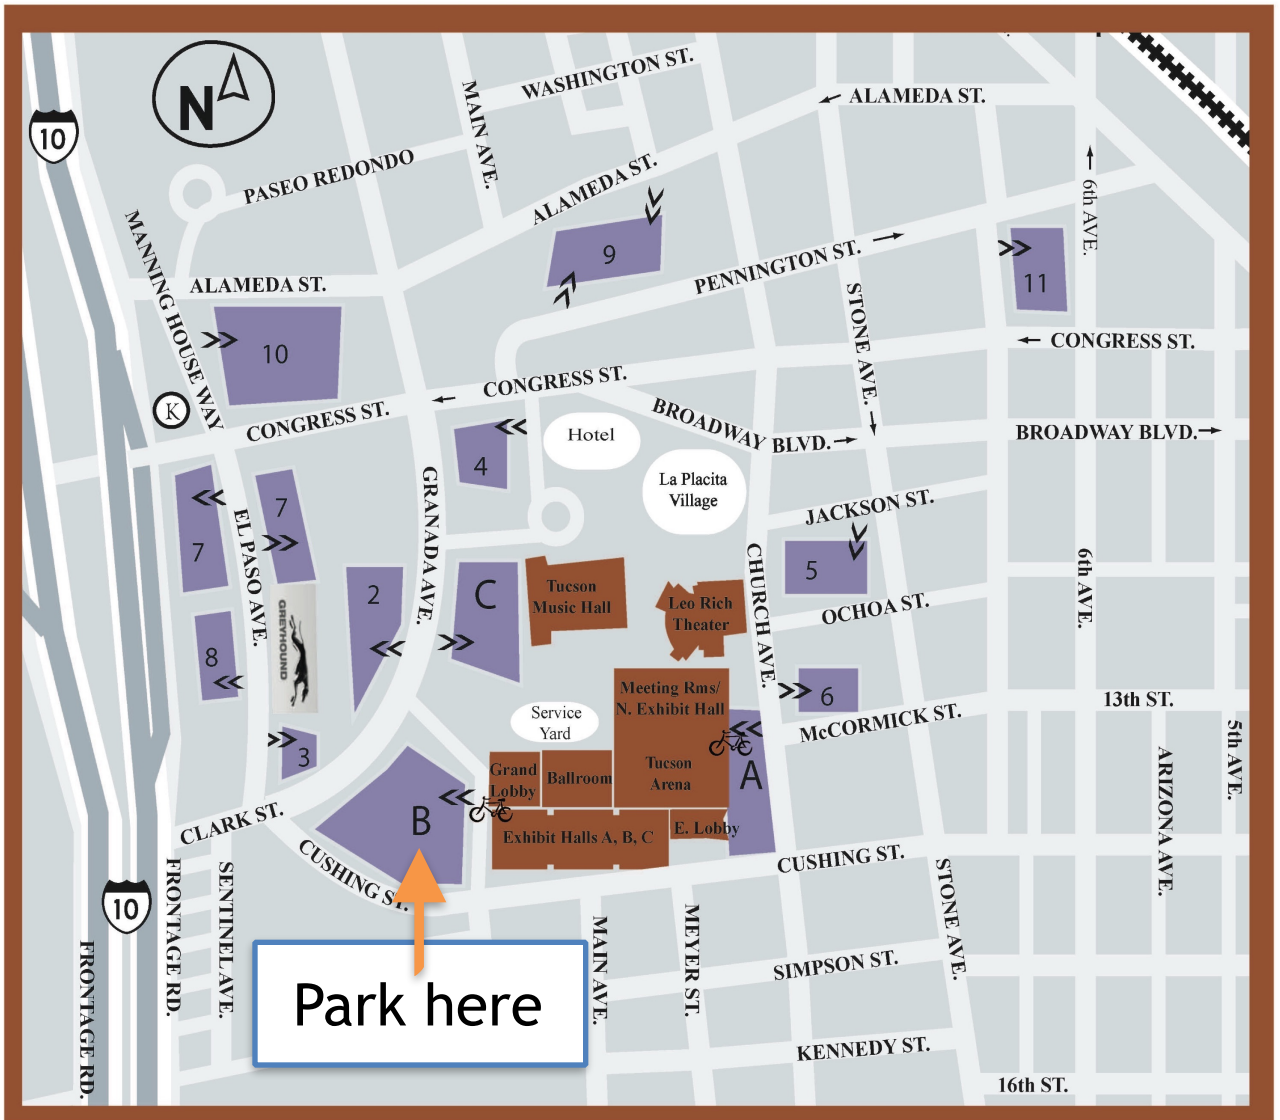 WASHINGTON ST.
MAIN AVE.
ALAMEDA ST.
N
10
PASEO REDONDO
ALAMEDA ST.
6th AVE.
MANNING HOUSE WAY
9
PENNINGTON ST.
11
ALAMEDA ST.
STONE AVE.
10
CONGRESS ST.
K
CONGRESS ST.
CONGRESS ST.
BROADWAY BLVD.
BROADWAY BLVD.
Hotel
4
La Placita
Village
GRANADA AVE.
7
7
EL PASO AVE.
JACKSON ST.
CHURCH AVE.
5
6th AVE.
2
C
Tucson
Music Hall
Leo Rich
Theater
OCHOA ST.
GREYHOUND
8
6
13th ST.
Meeting Rms/
N. Exhibit Hall
Service
Yard
McCORMICK ST.
3
Grand
Lobby
Ballroom
Tucson
Arena
A
5th AVE.
ARIZONA AVE.
B
CLARK ST.
Exhibit Halls A, B, C
E. Lobby
CUSHING ST.
CUSHING ST.
10
FRONTAGE RD.
FRONTAGE RD.
SENTINEL AVE.
MAIN AVE.
MEYER ST.
STONE AVE.
SIMPSON ST.
Park here
KENNEDY ST.
16th ST.